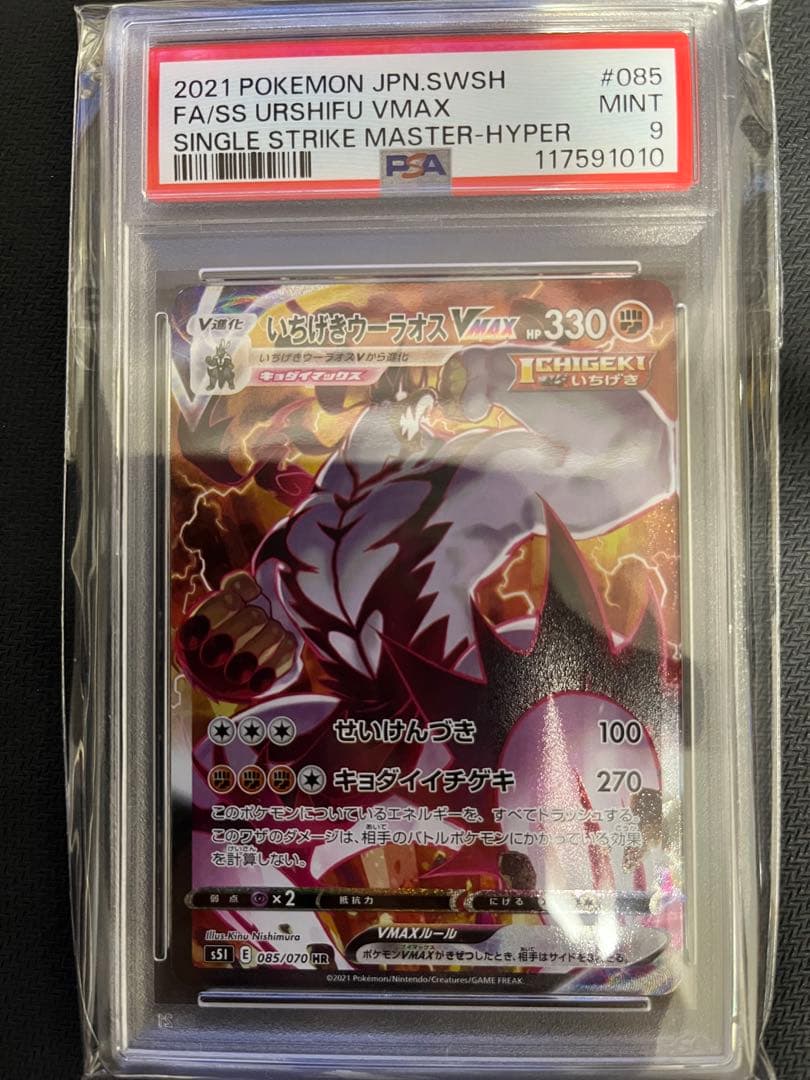 2021 POKEMON JPN.SWSH #085
FA/SS URSHIFU VMAX MINT
SINGLE STRIKE MASTER-HYPER 9
PSA 117591010
V進化 いちげきウーラオス VMAX HP 330
いちげきウーラオスVから進化
キョダイマックス
ICHIGEKI
いちげき
せいけんづき 100
キョダイイチゲキ 270
このポケモンについているエネルギーを、すべてトラッシュする。
このワザのダメージは、相手のバトルポケモンにかかっている効果
を計算しない。
弱点 ×2 抵抗力 にげる
Illus. Kinu Nishimura
VMAXルール
s5I E 085/070 HR
ポケモンVMAXがきぜつしたとき、相手はサイドを3枚とる。
©2021 Pokémon/Nintendo/Creatures/GAME FREAK.